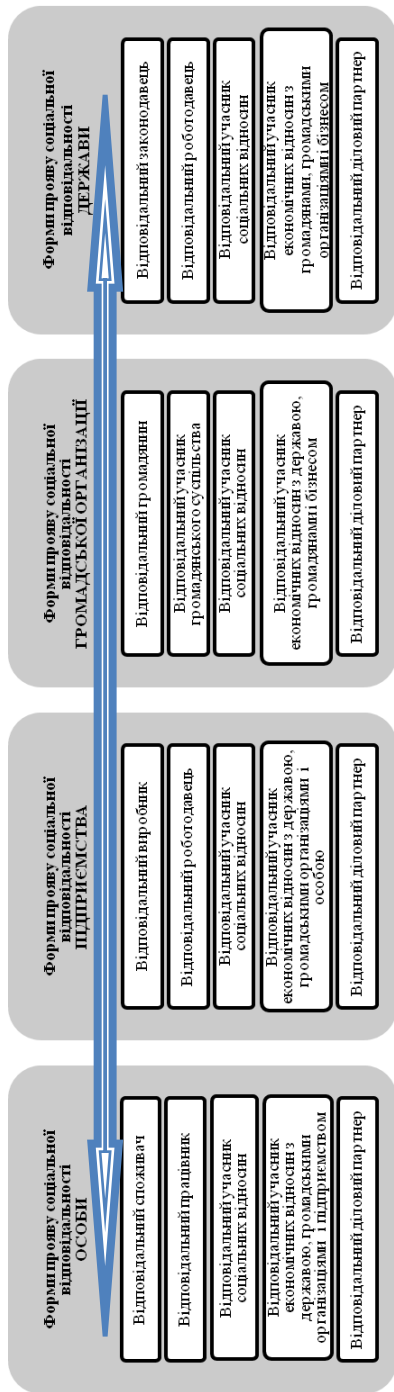 Форми прояву соціальної
відповідальності
ОСОБИ
Відповідальний споживач
Відповідальний працівник
Відповідальний учасник
соціальних відносин
Відповідальний учасник
економічних відносин з
державою, громадськими
організаціями і підприємством
Відповідальний діловий партнер
Форми прояву соціальної
відповідальності
ПІДПРИЄМСТВА
Відповідальний виробник
Відповідальний роботодавець
Відповідальний учасник
соціальних відносин
Відповідальний учасник
економічних відносин з державою,
громадськими організаціями і
особою
Відповідальний діловий партнер
Форми прояву соціальної
відповідальності
ГРОМАДСЬКОЇ ОРГАНІЗАЦІЇ
Відповідальний громадянин
Відповідальний учасник
громадянського суспільства
Відповідальний учасник
соціальних відносин
Відповідальний учасник
економічних відносин з державою,
громадянами і бізнесом
Відповідальний діловий партнер
Форми прояву соціальної
відповідальності
ДЕРЖАВИ
Відповідальний законодавець
Відповідальний роботодавець
Відповідальний учасник
соціальних відносин
Відповідальний учасник
економічних відносин з
громадянами, громадськими
організаціями і бізнесом
Відповідальний діловий партнер